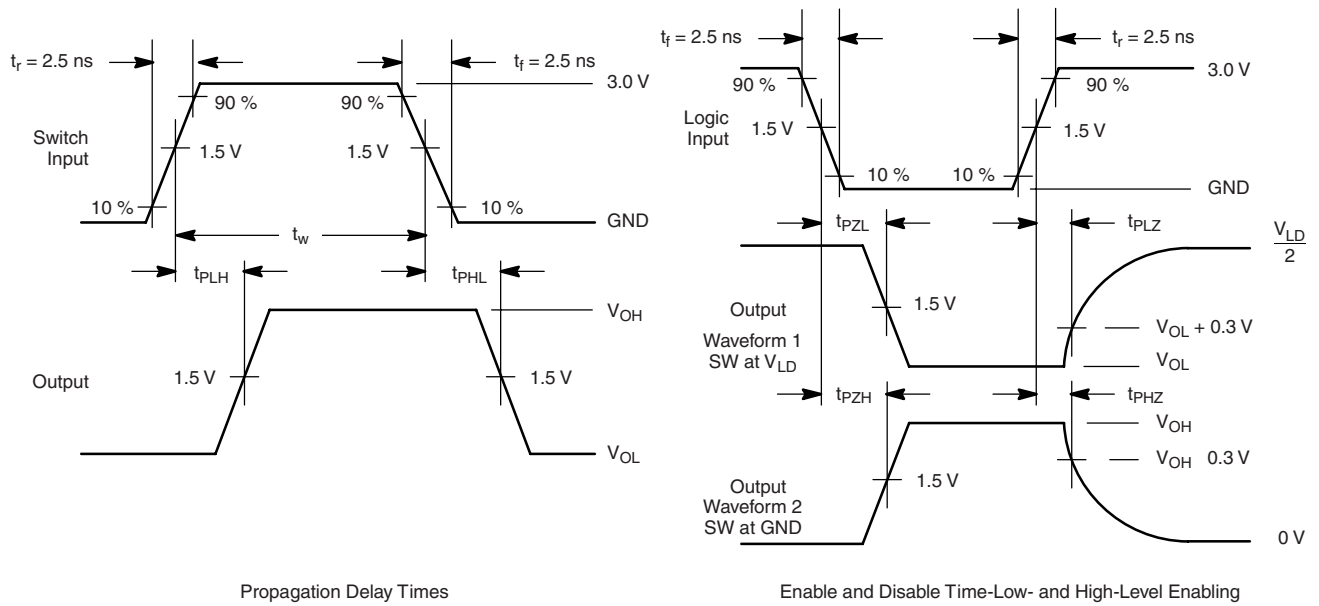 tr = 2.5 ns
tf = 2.5 ns
3.0 V
90 %
90 %
Switch
Input
1.5 V
1.5 V
10 %
10 %
GND
tw
tPLH
tPHL
VOH
Output
1.5 V
1.5 V
VOL
Propagation Delay Times
tf = 2.5 ns
tr = 2.5 ns
3.0 V
90 %
90 %
Logic
Input
1.5 V
1.5 V
10 %
10 %
GND
tPZL
tPLZ
VLD
2
Output
Waveform 1
SW at VLD
1.5 V
VOL + 0.3 V
VOL
tPZH
tPHZ
VOH
VOH 0.3 V
Output
Waveform 2
SW at GND
1.5 V
0 V
Enable and Disable Time-Low- and High-Level Enabling